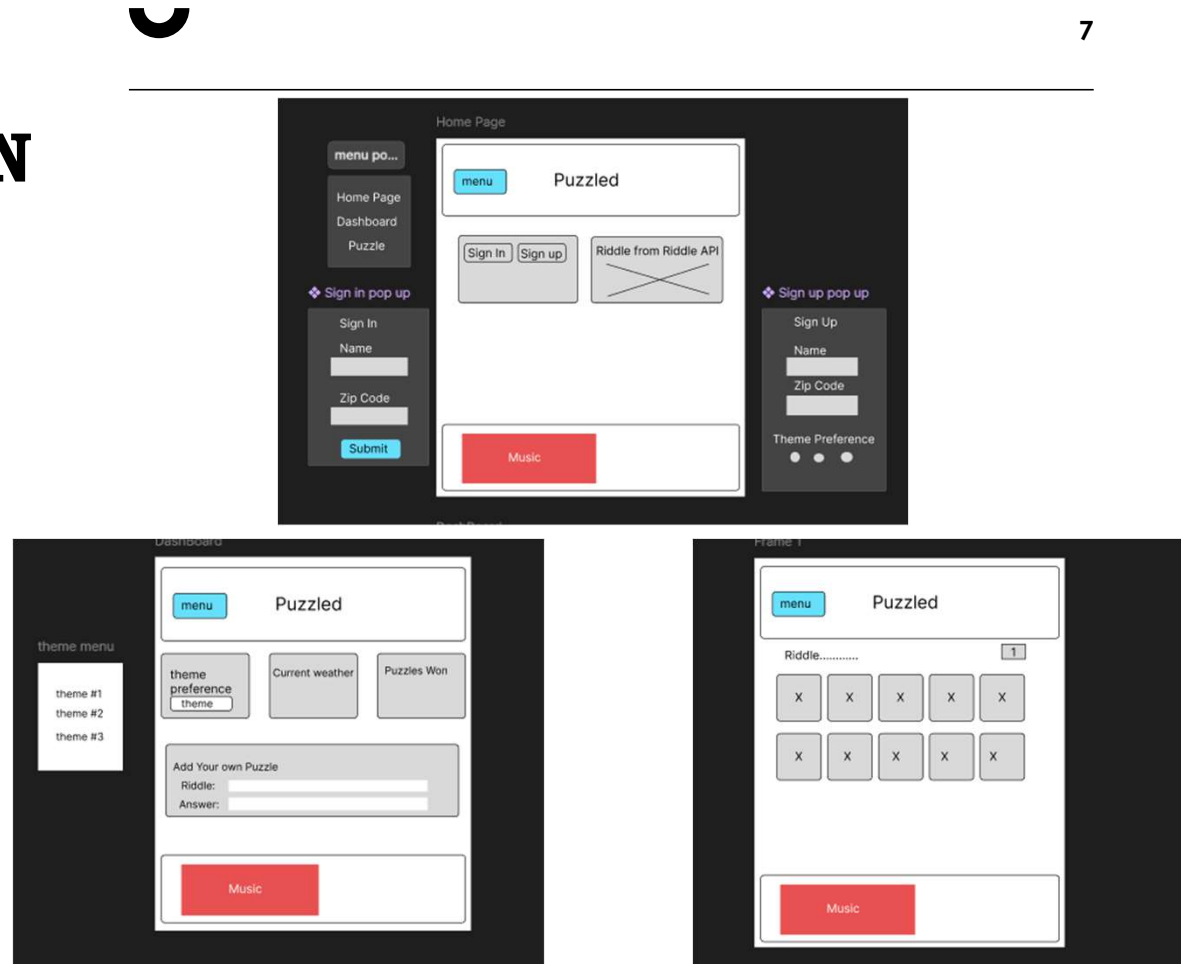 7
N
Home Page
menu po...
Home Page
Dashboard
Puzzle
menu
Puzzled
Sign In
Sign up
Riddle from Riddle API
Sign in pop up
Sign In
Name
Zip Code
Submit
Music
Sign up pop up
Sign Up
Name
Zip Code
Theme Preference
DashBoard
DashBoard
theme menu
theme #1
theme #2
theme #3
menu
Puzzled
theme
preference
theme
Current weather
Puzzles Won
Add Your own Puzzle
Riddle:
Answer:
Music
Frame 1
menu
Puzzled
Riddle............
1
X X X X X
X X X X X
Music